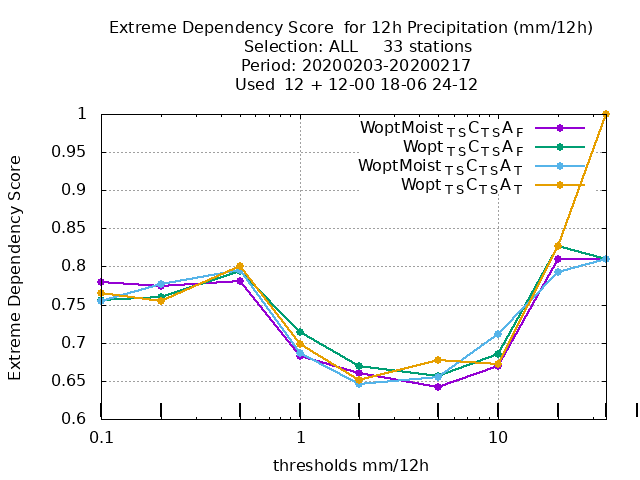 Extreme Dependency Score  for 12h Precipitation (mm/12h)
Selection: ALL     33 stations
Period: 20200203-20200217
Used  12 + 12-00 18-06 24-12
WoptMoist TS C TS A F
Wopt TS C TS A F
WoptMoist TS C TS A T
Wopt TS C TS A T
1
0.95
0.9
0.85
0.8
0.75
0.7
0.65
0.6
Extreme Dependency Score
0.1
1
10
thresholds mm/12h